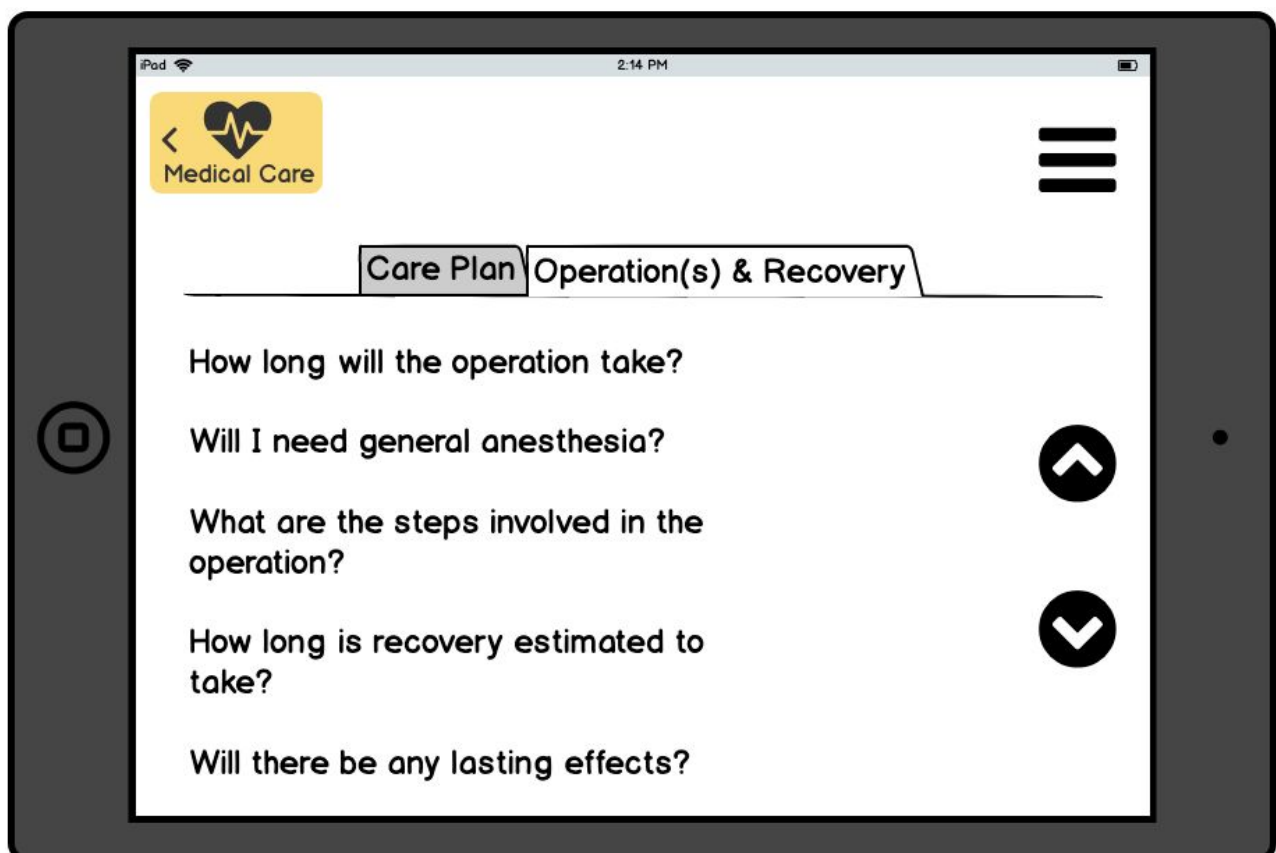 iPad
2:14 PM
Medical Care
Care Plan
Operation(s) & Recovery
How long will the operation take?
Will I need general anesthesia?
What are the steps involved in the
operation?
How long is recovery estimated to
take?
Will there be any lasting effects?